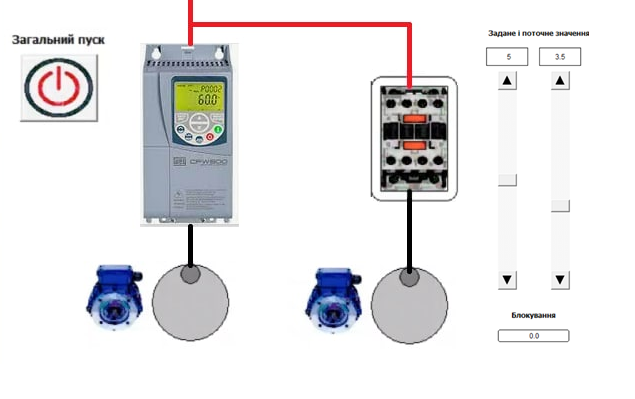 Задане і поточне значення
Загальний пуск
5
3.5
P0002
60.0
CFW500
Блокування
0.0